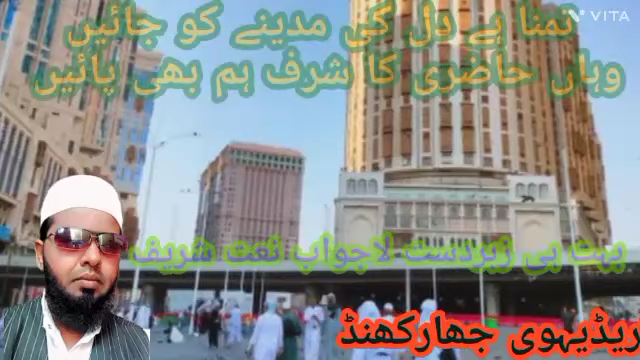 VITA
تمنا ہے دل کی مدینے کو جائیں
وہاں حاضری کا شرف ہم بھی پائیں
بہت ہی زبردست لاجواب نعت شریف
ریڈیہوی جھارکھنڈ